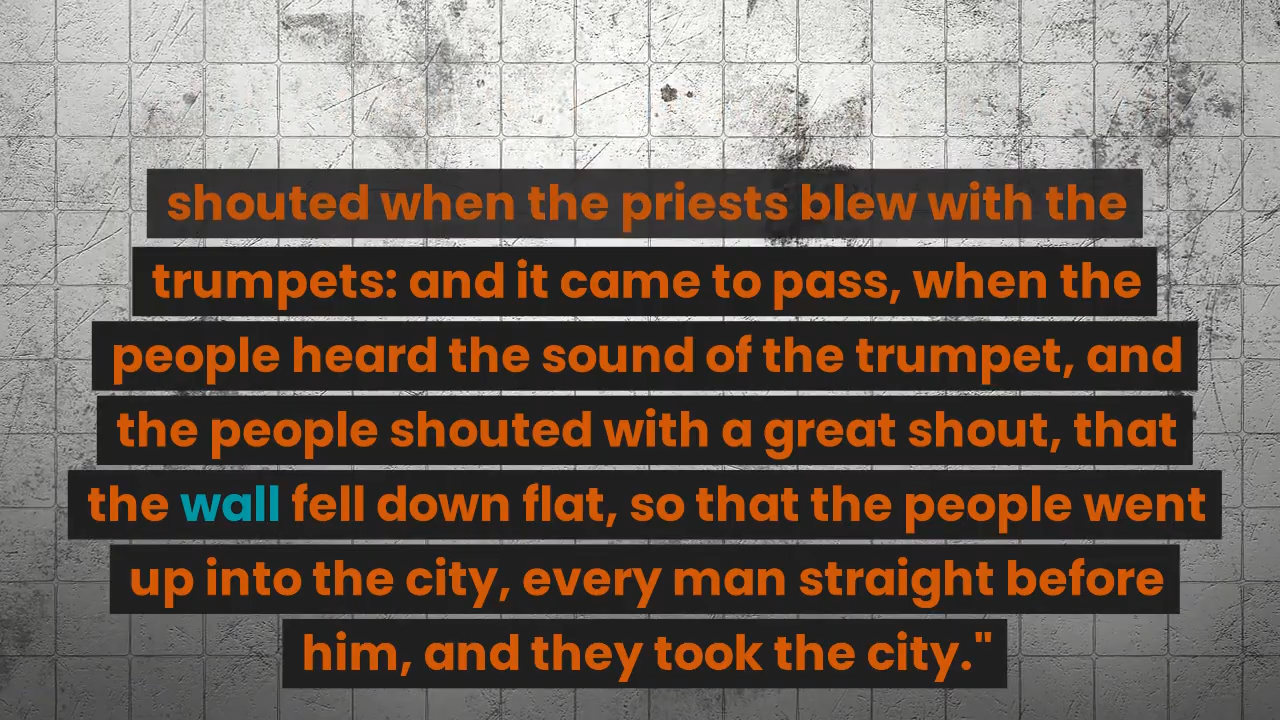 shouted when the priests blew with the
trumpets: and it came to pass, when the
people heard the sound of the trumpet, and
the people shouted with a great shout, that
the wall fell down flat, so that the people went
up into the city, every man straight before
him, and they took the city."